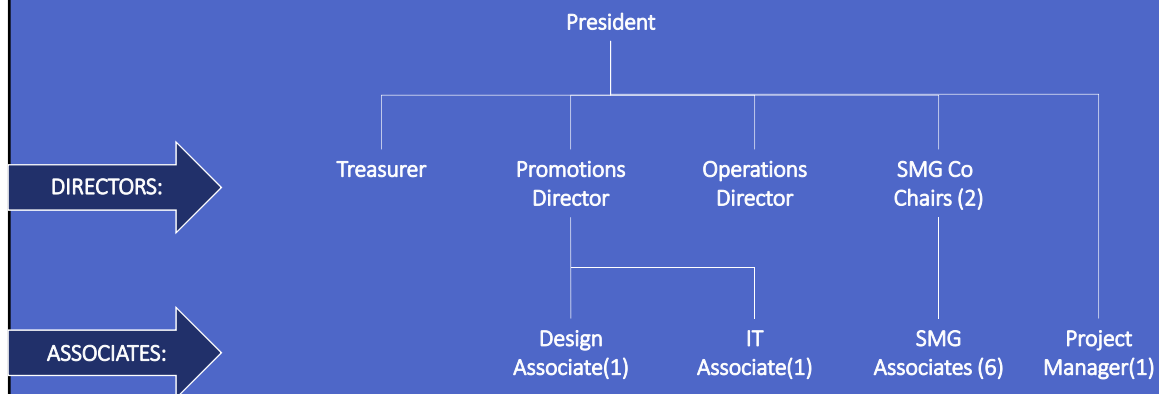 President
DIRECTORS:
Treasurer
Promotions
Director
Operations
Director
SMG Co
Chairs (2)
ASSOCIATES:
Design
Associate(1)
IT
Associate(1)
SMG
Associates (6)
Project
Manager(1)